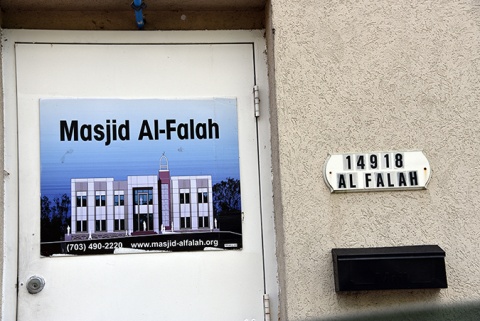 Masjid Al-Falah
(703) 490-2220 www.masjid-alfalah.org
14918
AL FALAH